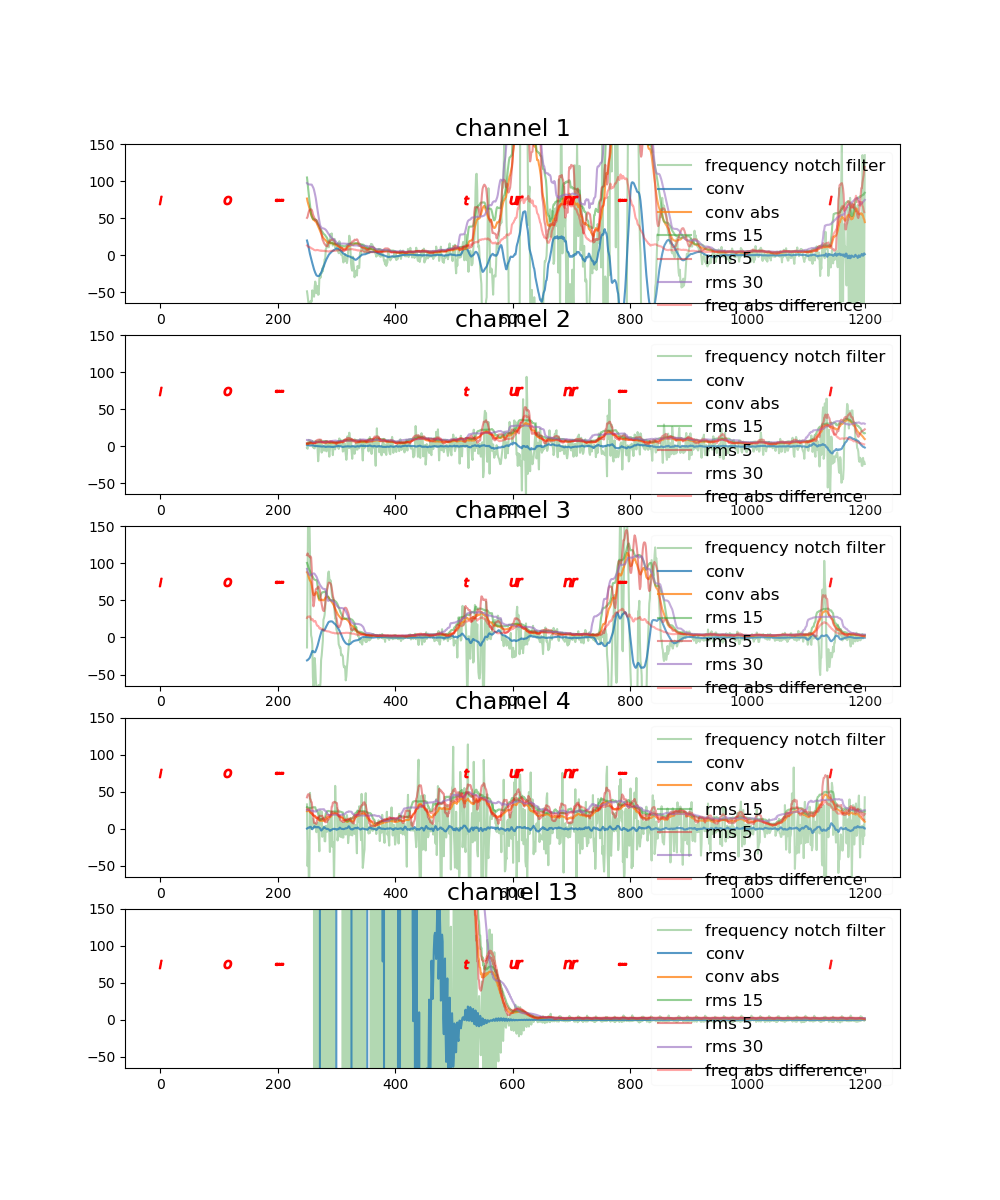 channel 1
150
100
50
0
−50
l o – t ur nr – l
frequency notch filter
conv
conv abs
rms 15
rms 5
rms 30
freq abs difference
0 200 400 600 800 1000 1200
channel 2
150
100
50
0
−50
l o – t ur nr – l
frequency notch filter
conv
conv abs
rms 15
rms 5
rms 30
freq abs difference
0 200 400 600 800 1000 1200
channel 3
150
100
50
0
−50
l o – t ur nr – l
frequency notch filter
conv
conv abs
rms 15
rms 5
rms 30
freq abs difference
0 200 400 600 800 1000 1200
channel 4
150
100
50
0
−50
l o – t ur nr – l
frequency notch filter
conv
conv abs
rms 15
rms 5
rms 30
freq abs difference
0 200 400 600 800 1000 1200
channel 13
150
100
50
0
−50
l o – t ur nr – l
frequency notch filter
conv
conv abs
rms 15
rms 5
rms 30
freq abs difference
0 200 400 600 800 1000 1200